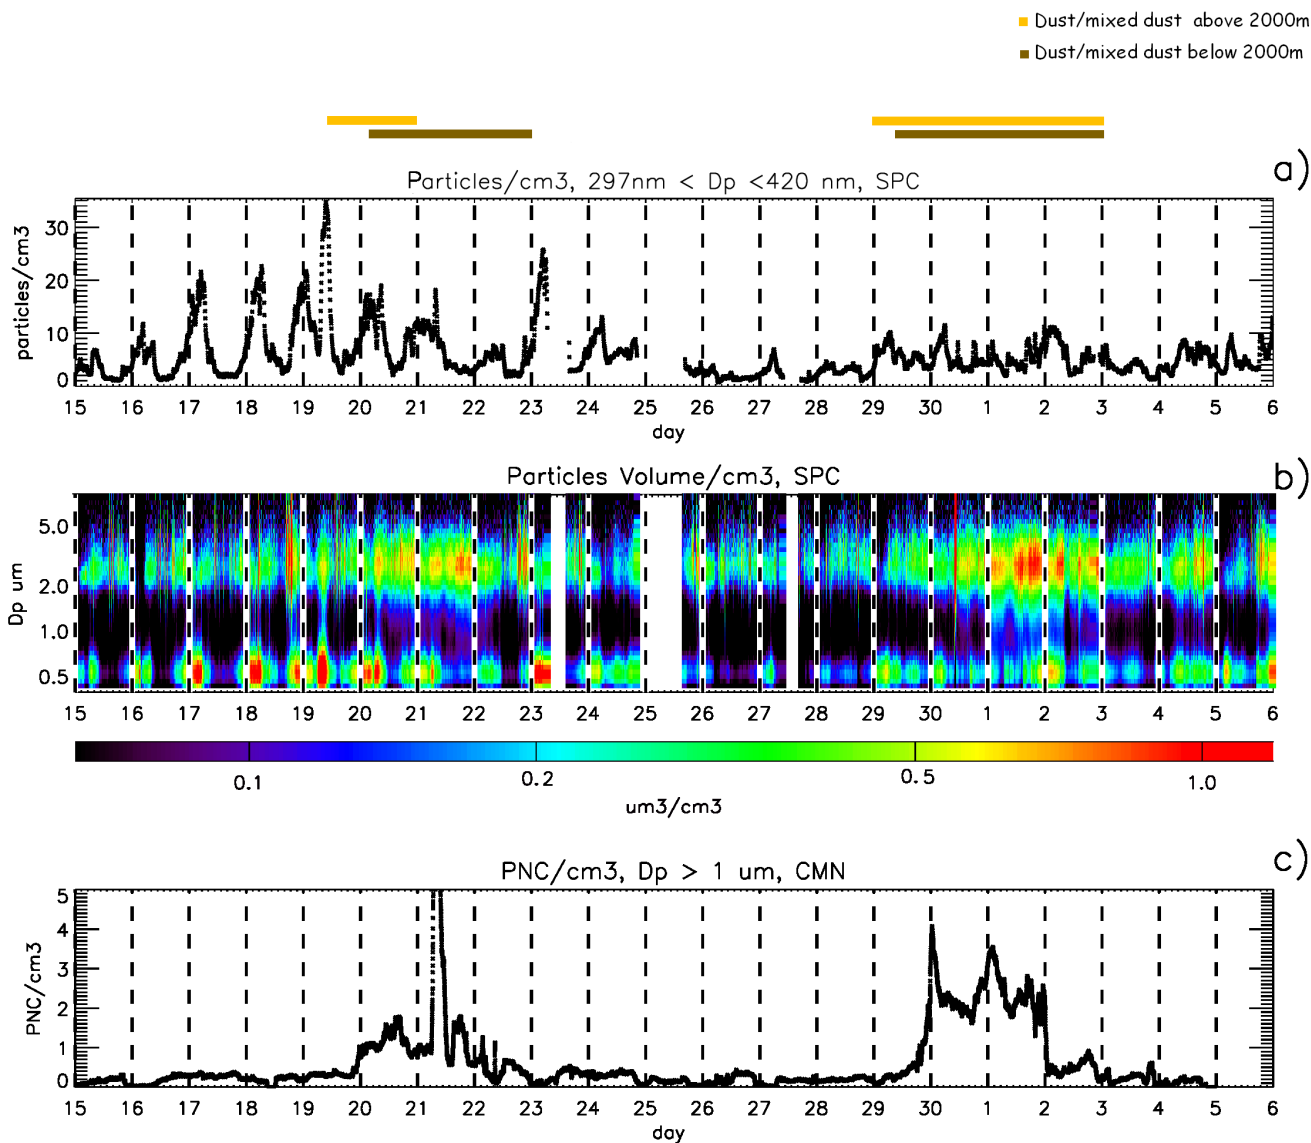 Dust/mixed dust above 2000m
Dust/mixed dust below 2000m
a)
Particles/cm3, 297nm < Dp <420 nm, SPC
30
20
10
0
particles/cm3
15 16 17 18 19 20 21 22 23 24 25 26 27 28 29 30 1 2 3 4 5 6
day
b)
Particles Volume/cm3, SPC
5.0
2.0
1.0
0.5
Dp um
15 16 17 18 19 20 21 22 23 24 25 26 27 28 29 30 1 2 3 4 5 6
0.1 0.2 0.5 1.0
um3/cm3
c)
PNC/cm3, Dp > 1 um, CMN
5
4
3
2
1
0
PNC/cm3
15 16 17 18 19 20 21 22 23 24 25 26 27 28 29 30 1 2 3 4 5 6
day